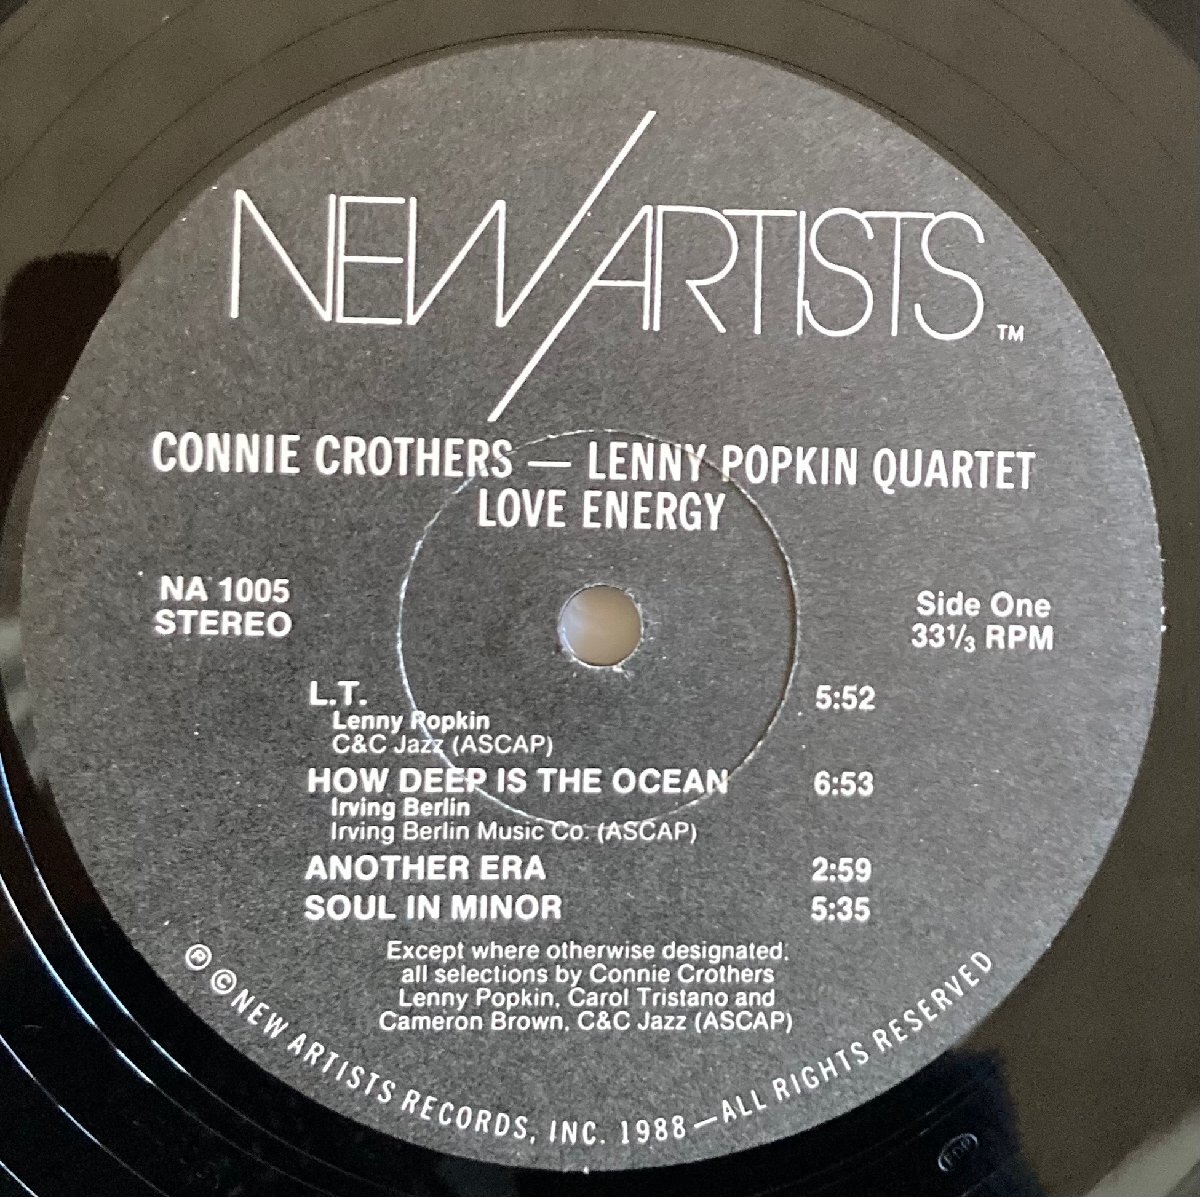 NEW/ARTISTS ™
CONNIE CROTHERS — LENNY POPKIN QUARTET
LOVE ENERGY
NA 1005
STEREO
Side One
33⅓ RPM
L.T. 5:52
Lenny Popkin
C&C Jazz (ASCAP)
HOW DEEP IS THE OCEAN 6:53
Irving Berlin
Irving Berlin Music Co. (ASCAP)
ANOTHER ERA 2:59
SOUL IN MINOR 5:35
Except where otherwise designated.
all selections by Connie Crothers
Lenny Popkin, Carol Tristano and
Cameron Brown, C&C Jazz (ASCAP)
℗ © NEW ARTISTS RECORDS, INC. 1988 — ALL RIGHTS RESERVED